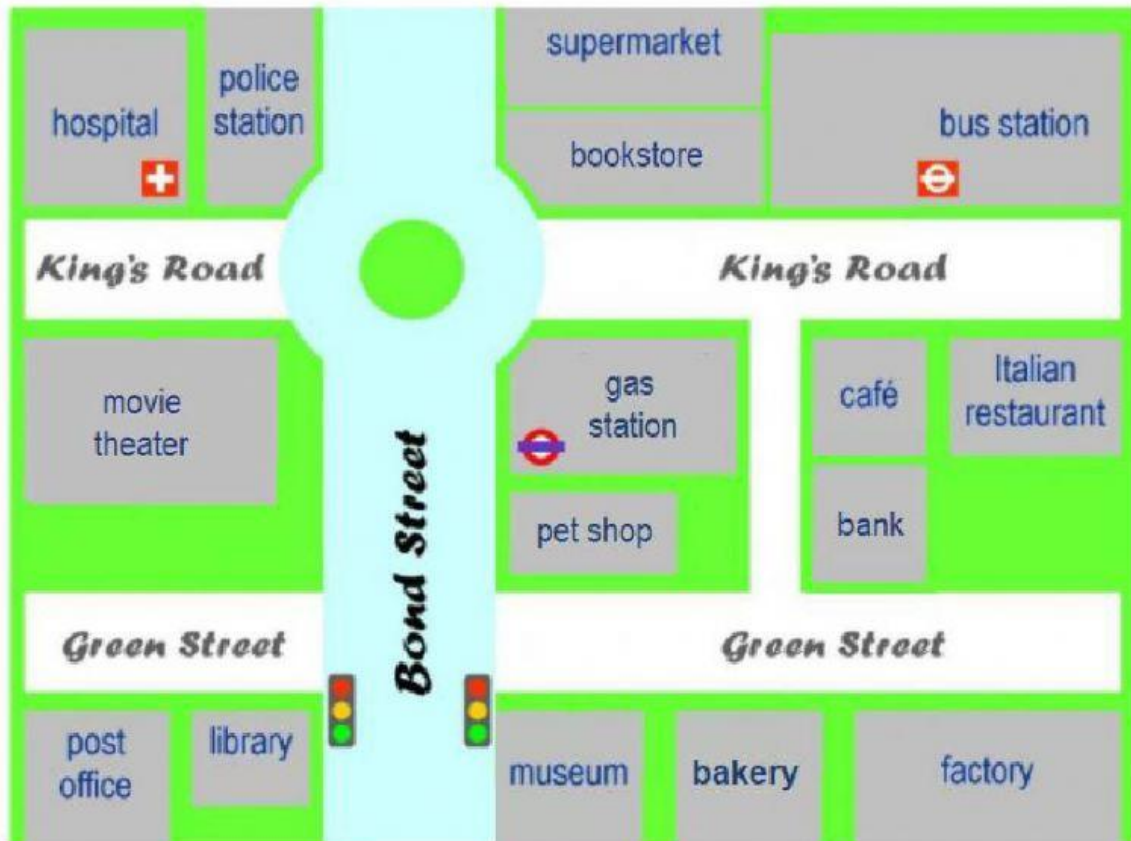 hospital
police
station
supermarket
bookstore
bus station
King's Road
King's Road
movie
theater
gas
station
café
Italian
restaurant
pet shop
bank
Bond Street
Green Street
Green Street
post
office
library
museum
bakery
factory